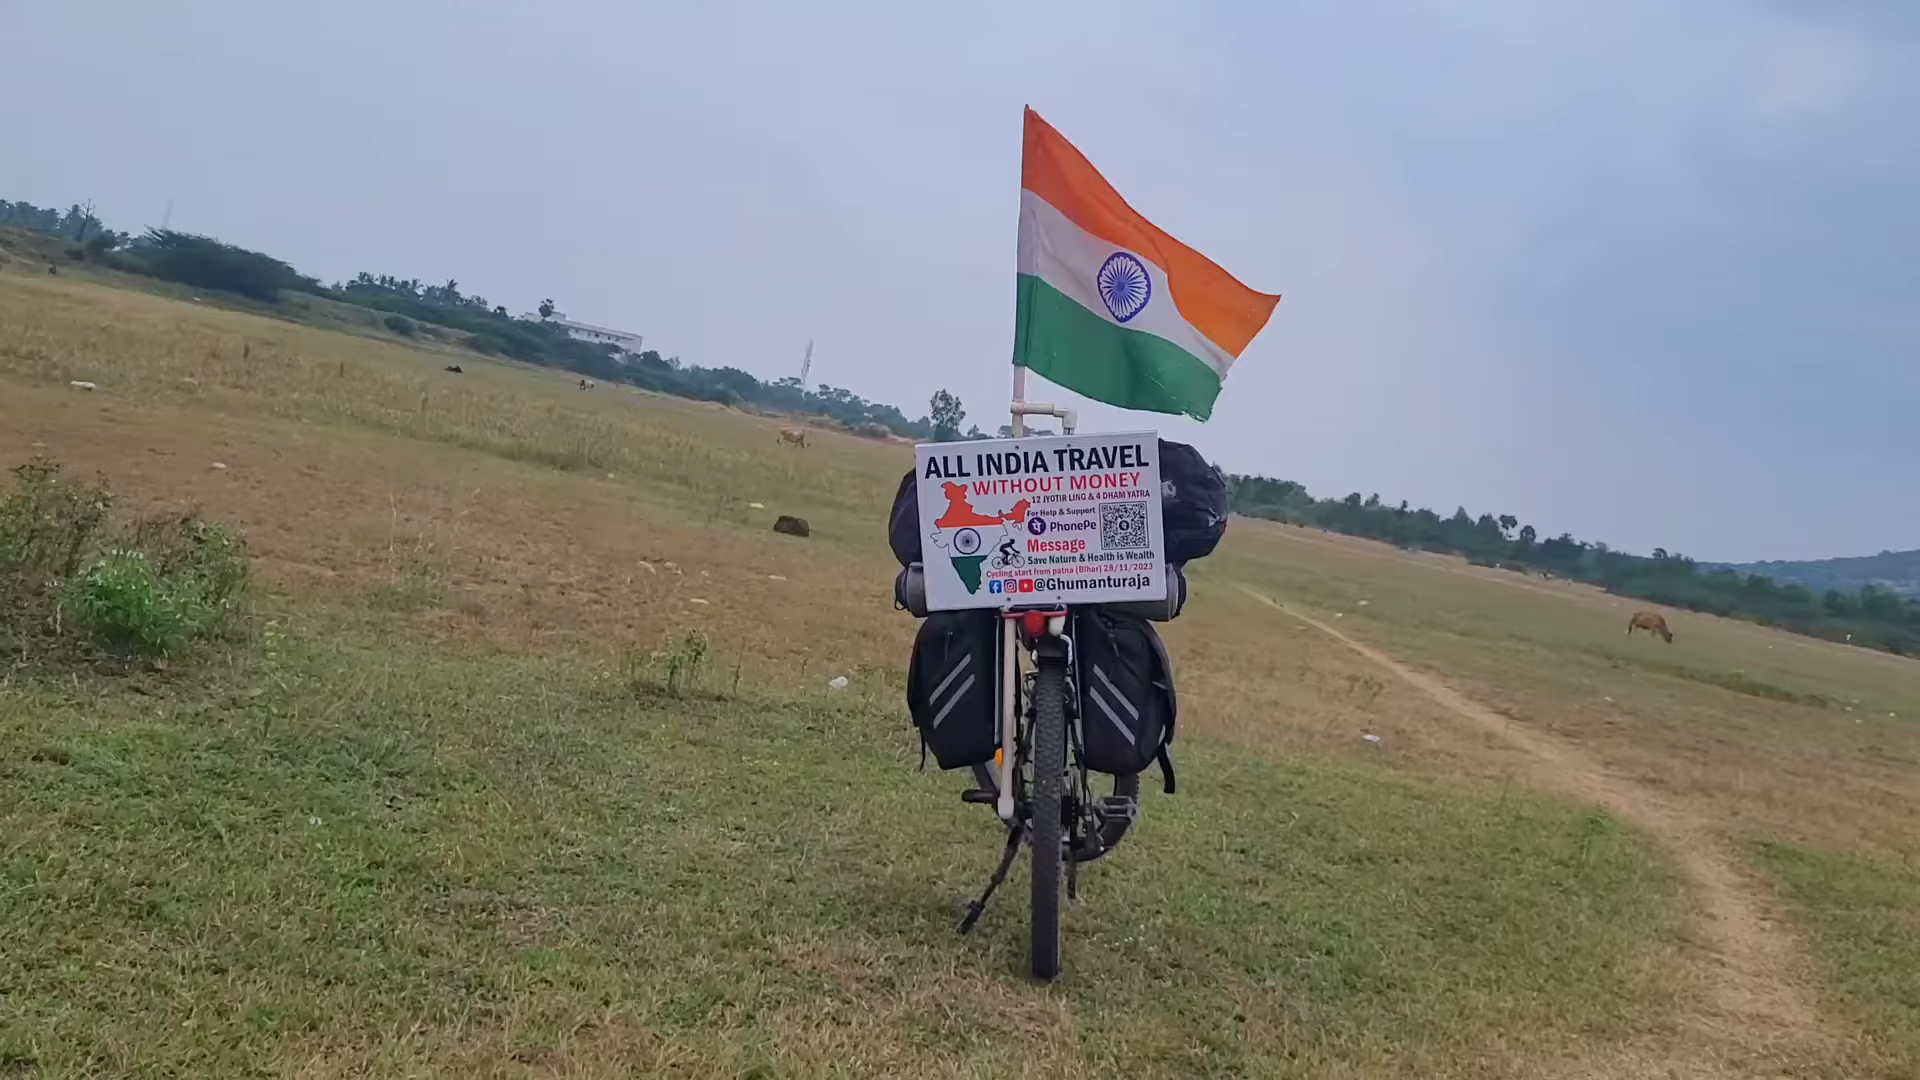 ALL INDIA TRAVEL
WITHOUT MONEY
12 JYOTIR LING & 4 DHAM YATRA
For Help & Support
PhonePe
Message
Save Nature & Health is Wealth
Cycling start from patna (Bihar) 28/11/2023
@Ghumanturaja